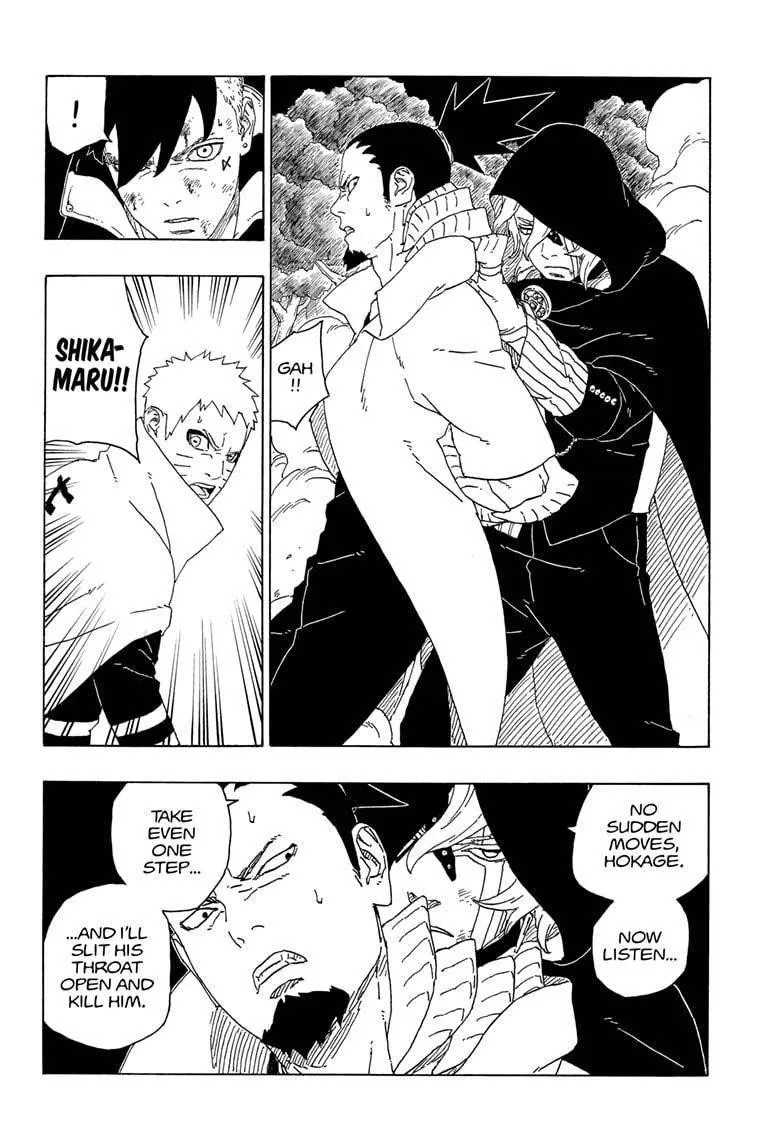 GAH
!!
!
SHIKA-
MARU!!
NO
SUDDEN
MOVES,
HOKAGE.
NOW
LISTEN...
TAKE
EVEN
ONE
STEP...
...AND I'LL
SLIT HIS
THROAT
OPEN AND
KILL HIM.